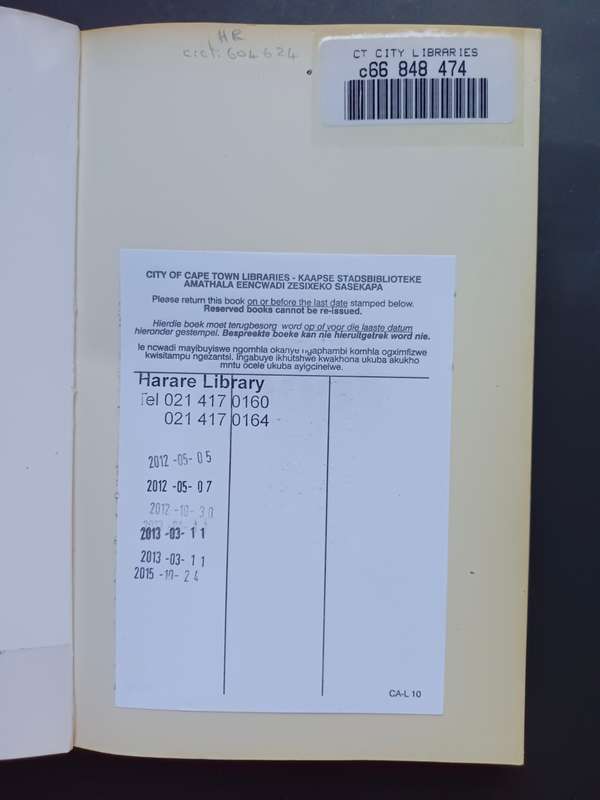 HR
c:ct: 604624
CT CITY LIBRARIES
c66 848 474
CITY OF CAPE TOWN LIBRARIES - KAAPSE STADSBIBLIOTEKE
AMATHALA EENCWADI ZESIXEKO SASEKAPA
Please return this book on or before the last date stamped below.
Reserved books cannot be re-issued.
Hierdie boek moet terugbesorg word op of voor die laaste datum
hieronder gestempel. Bespreekte boeke kan nie hieruitgetrek word nie.
le ncwadi mayibuyiswe ngomhla okanye ngaphambi komhla ogximfizwe
kwisitampu ngezantsi. Ingabuye ikhutshwe kwakhona ukuba akukho
mntu ocele ukuba ayigcinelwe.
Harare Library
Tel 021 417 0160
021 417 0164
2012 -05- 05
2012 -05- 07
2012 -10- 30
2013 -03- 11
2013 -03- 11
2015 -10- 24
CA-L 10